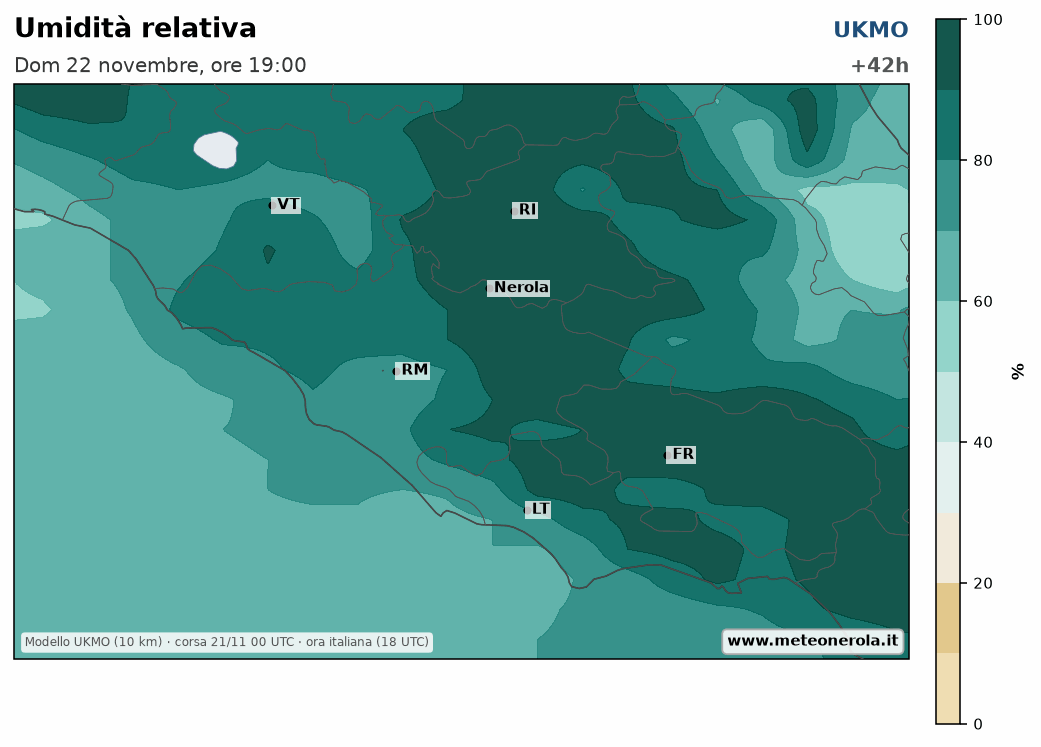 Umidità relativa
UKMO
Dom 22 novembre, ore 19:00
+42h
100
80
60
40
20
0
%
VT
RI
Nerola
RM
FR
LT
Modello UKMO (10 km) · corsa 21/11 00 UTC · ora italiana (18 UTC)
www.meteonerola.it